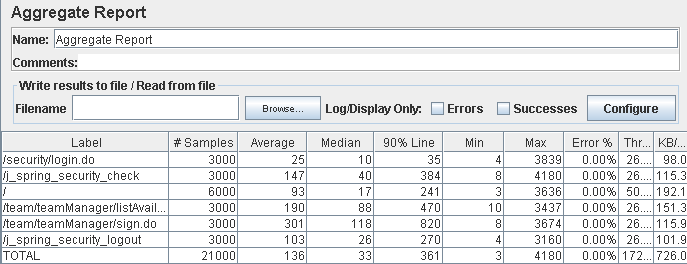 Aggregate Report
Name: Aggregate Report
Comments:
Write results to file / Read from file
Filename Browse... Log/Display Only: Errors Successes Configure
Label # Samples Average Median 90% Line Min Max Error % Thr... KB/...
/security/login.do 3000 25 10 35 4 3839 0.00% 26.... 98.0
/j_spring_security_check 3000 147 40 384 8 4180 0.00% 26.... 115.3
/ 6000 93 17 241 3 3636 0.00% 50.... 192.1
/team/teamManager/listAvail... 3000 190 88 470 10 3437 0.00% 26.... 151.3
/team/teamManager/sign.do 3000 301 118 820 8 3674 0.00% 26.... 115.9
/j_spring_security_logout 3000 103 26 270 4 3160 0.00% 26.... 101.9
TOTAL 21000 136 33 361 3 4180 0.00% 172... 726.0